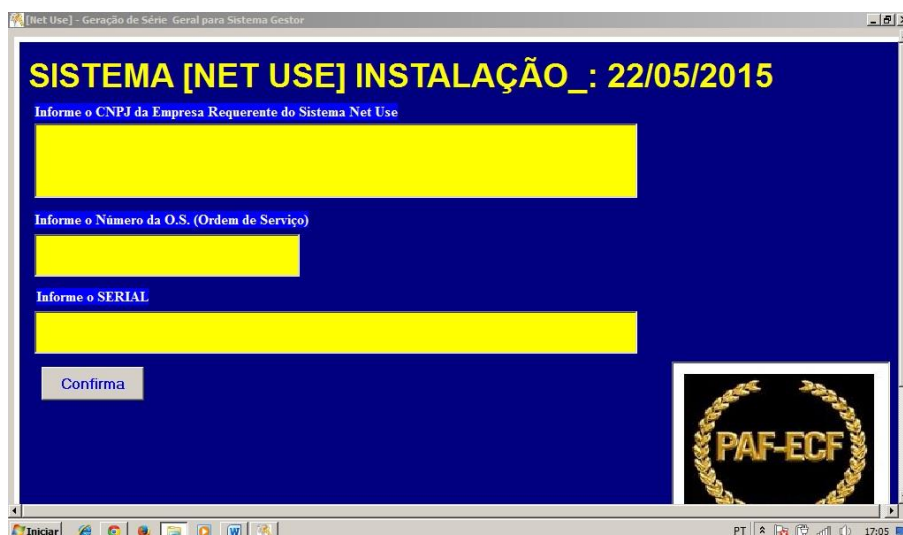 [Net Use] - Geração de Série Geral para Sistema Gestor
SISTEMA [NET USE] INSTALAÇÃO_: 22/05/2015
Informe o CNPJ da Empresa Requerente do Sistema Net Use
Informe o Número da O.S. (Ordem de Serviço)
Informe o SERIAL
Confirma
PAF-ECF
Iniciar
PT
17:05